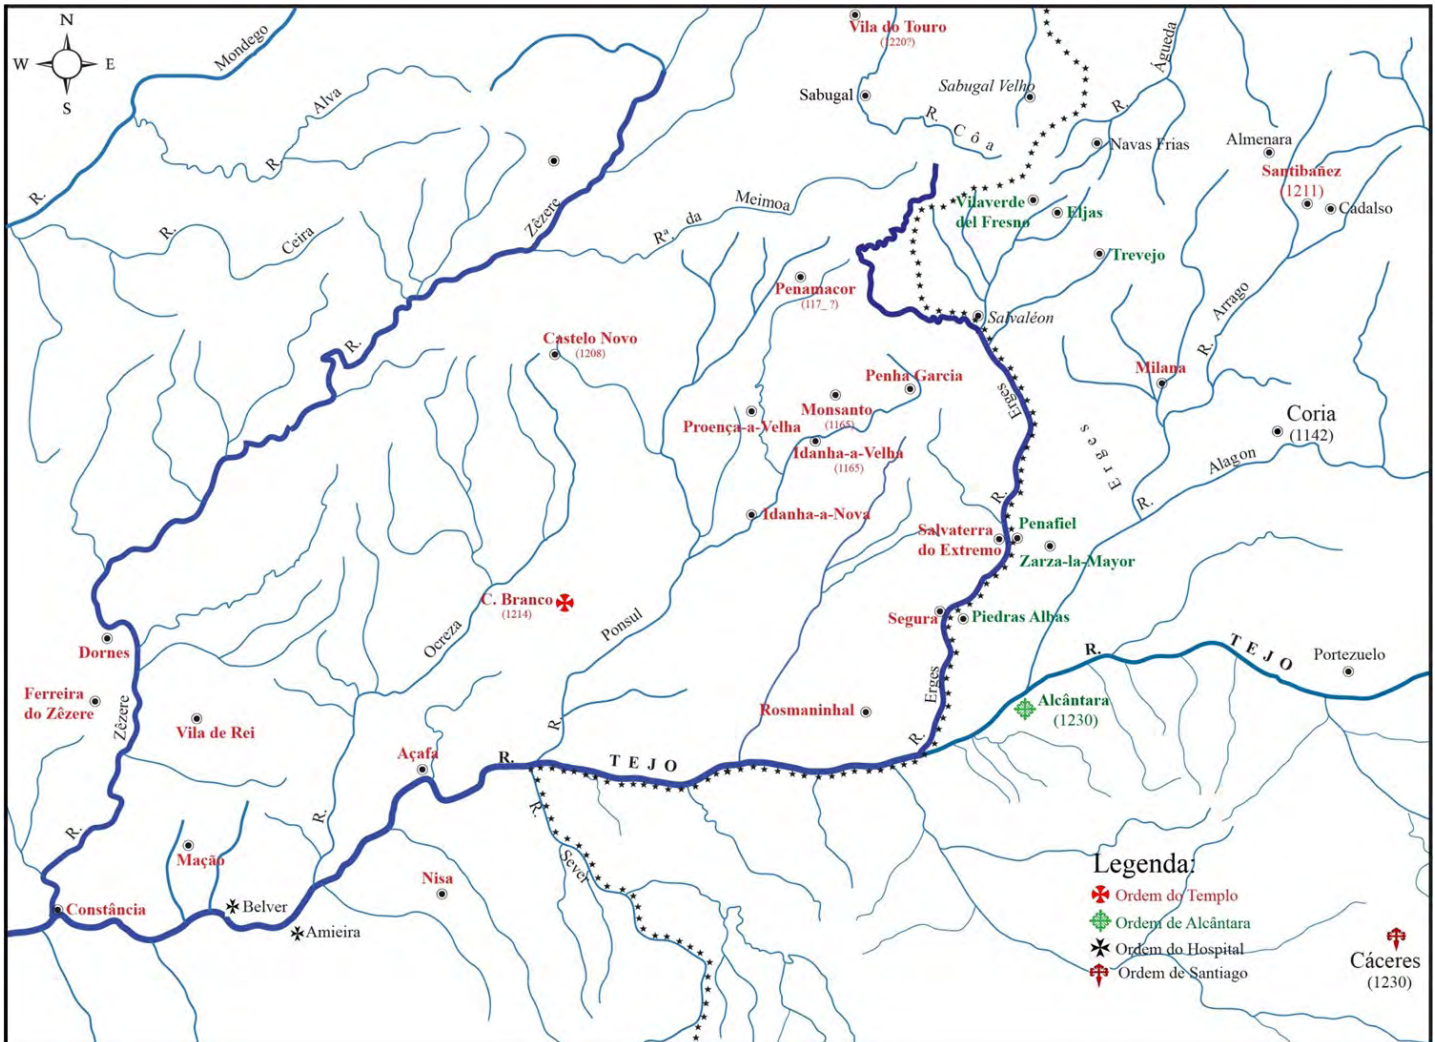 N
W
E
S
R.
Mondego
R.
Alva
R.
Ceira
R.
Zêzere
R.
Zêzere
R.
Rª. da Meimoa
Vila do Touro
(1220?)
Sabugal
Sabugal Velho
R. Côa
R. Águeda
Navas Frias
Almenara
Santibañez
(1211)
Cadalso
Vilaverde
del Fresno
Eljas
Trevejo
Penamacor
(117_?)
Salvaléon
R. Arrago
Castelo Novo
(1208)
Penha Garcia
Monsanto
(1165)
Milana
Proença-a-Velha
Idanha-a-Velha
(1165)
Erges
Erges
Coria
(1142)
R. Alagon
Idanha-a-Nova
R.
Salvaterra
do Extremo
Penafiel
Zarza-la-Mayor
C. Branco
(1214)
Segura
Piedras Albas
Ponsul
R.
Ocreza
R.
Dornes
Ferreira
do Zêzere
Vila de Rei
Erges
R.
Rosmaninhal
Alcântara
(1230)
R. TEJO
Portezuelo
Açafa
R. TEJO
R. Sever
Mação
Nisa
Belver
Constância
Amieira
Legenda:
Ordem do Templo
Ordem de Alcântara
Ordem do Hospital
Ordem de Santiago
Cáceres
(1230)